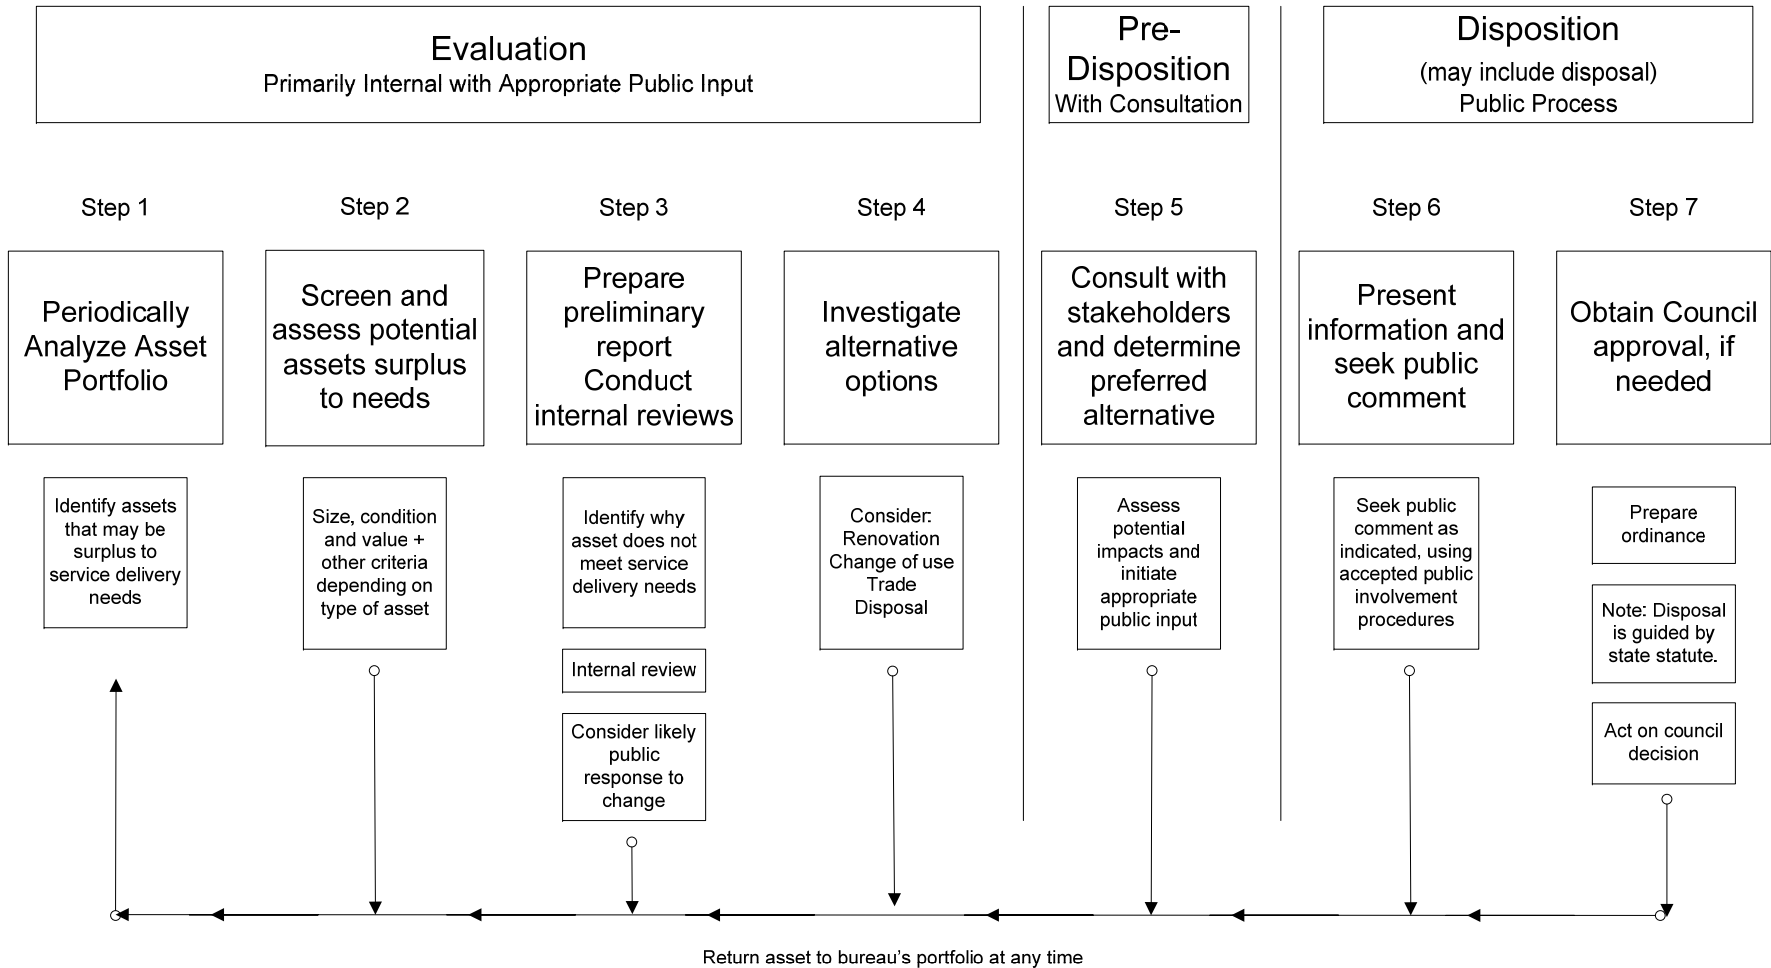 Evaluation
Primarily Internal with Appropriate Public Input
Pre-
Disposition
With Consultation
Disposition
(may include disposal)
Public Process
Step 1
Step 2
Step 3
Step 4
Step 5
Step 6
Step 7
Periodically
Analyze Asset
Portfolio
Screen and
assess potential
assets surplus
to needs
Prepare
preliminary
report
Conduct
internal reviews
Investigate
alternative
options
Consult with
stakeholders
and determine
preferred
alternative
Present
information and
seek public
comment
Obtain Council
approval, if
needed
Identify assets
that may be
surplus to
service delivery
needs
Size, condition
and value +
other criteria
depending on
type of asset
Identify why
asset does not
meet service
delivery needs
Internal review
Consider likely
public
response to
change
Consider:
Renovation
Change of use
Trade
Disposal
Assess
potential
impacts and
initiate
appropriate
public input
Seek public
comment as
indicated, using
accepted public
involvement
procedures
Prepare
ordinance
Note: Disposal
is guided by
state statute.
Act on council
decision
Return asset to bureau’s portfolio at any time